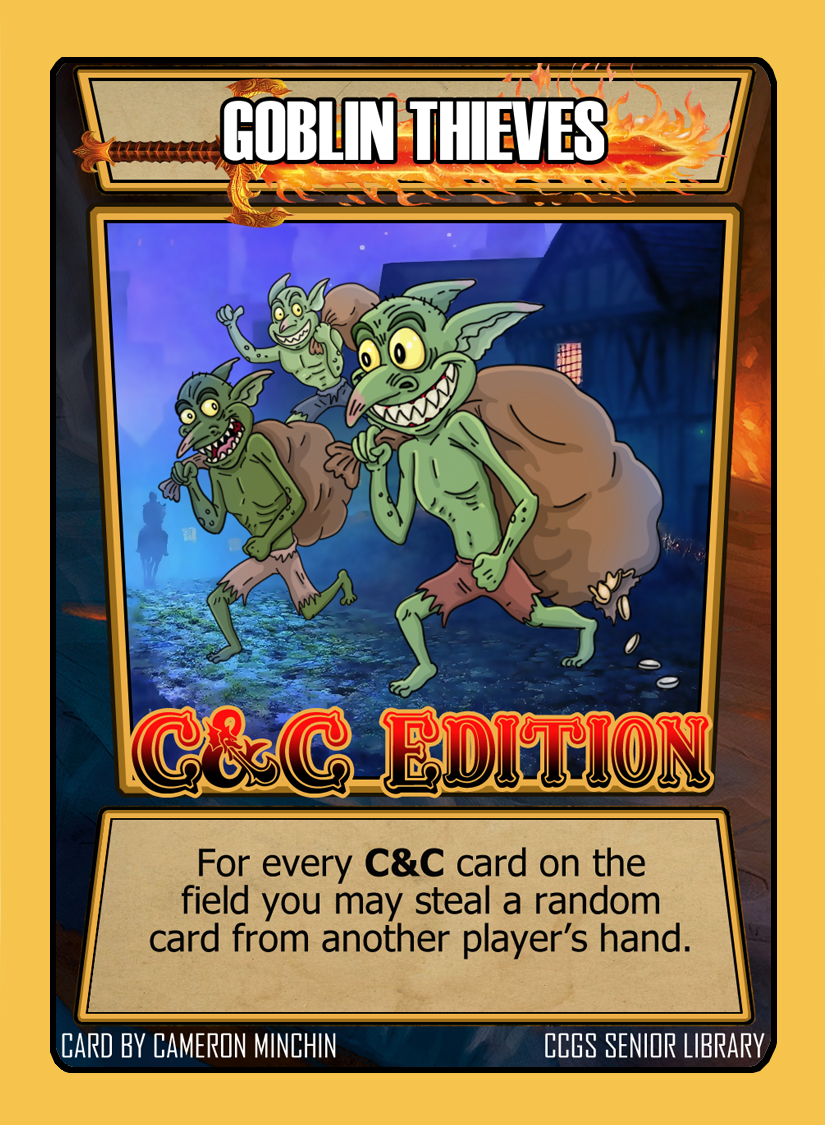 GOBLIN THIEVES
C&C EDITION
For every C&C card on the
field you may steal a random
card from another player's hand.
CARD BY CAMERON MINCHIN
CCGS SENIOR LIBRARY